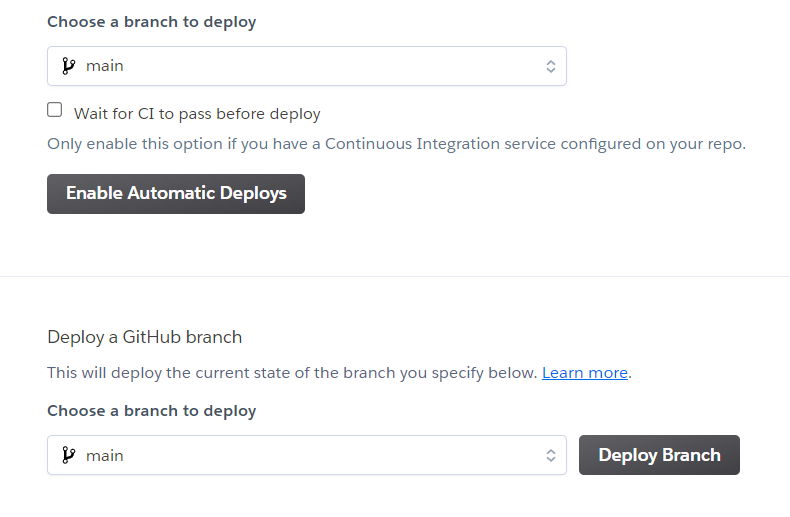 Choose a branch to deploy
main
Wait for CI to pass before deploy
Only enable this option if you have a Continuous Integration service configured on your repo.
Enable Automatic Deploys
Deploy a GitHub branch
This will deploy the current state of the branch you specify below. Learn more.
Choose a branch to deploy
main
Deploy Branch